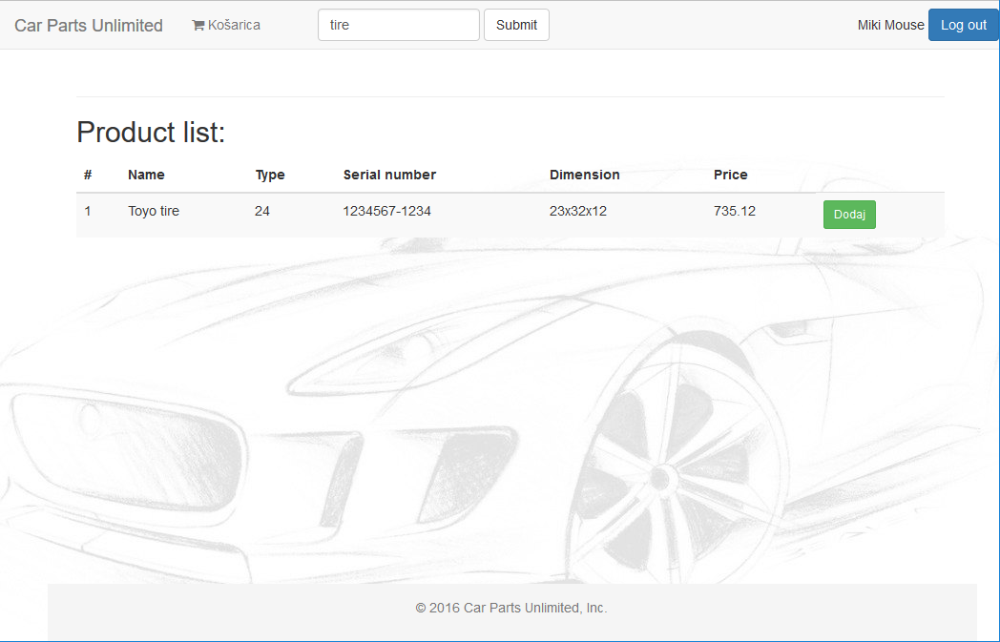 Car Parts Unlimited Košarica tire Submit Miki Mouse Log out
Product list:
# Name Type Serial number Dimension Price
1 Toyo tire 24 1234567-1234 23x32x12 735.12 Dodaj
© 2016 Car Parts Unlimited, Inc.